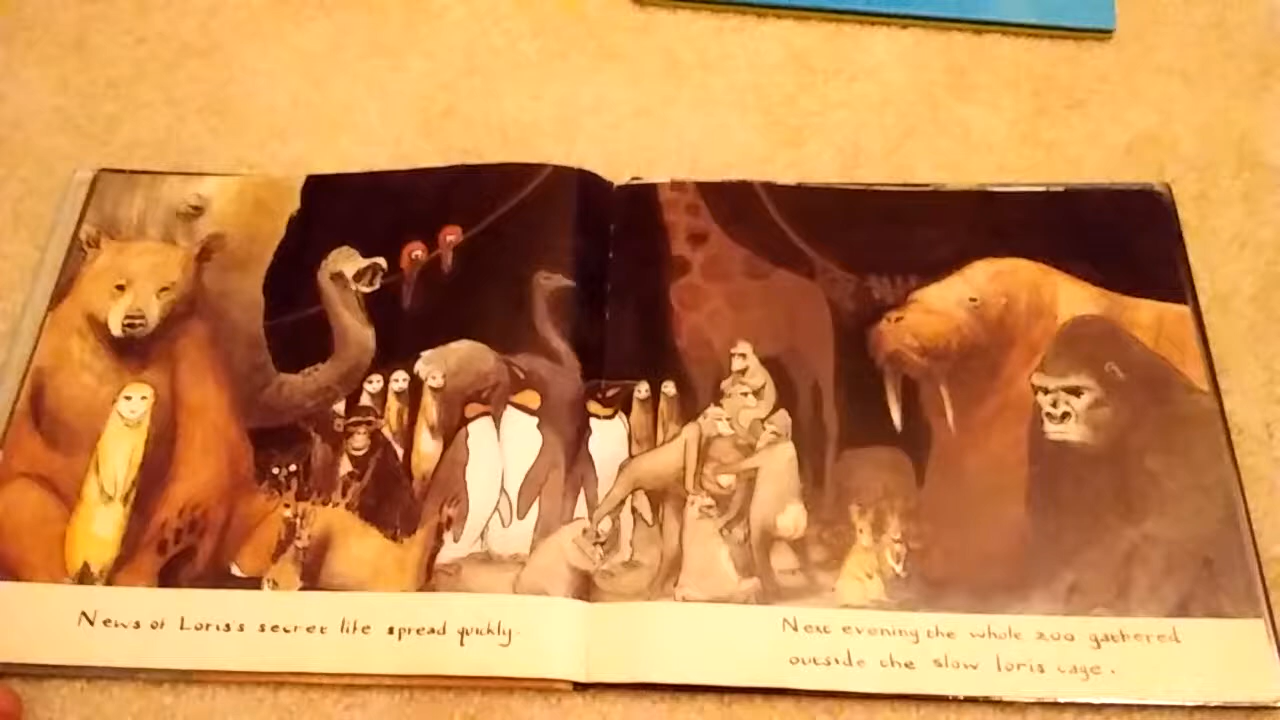 News of Loris's secret life spread quickly.
Next evening the whole zoo gathered
outside the slow loris cage.